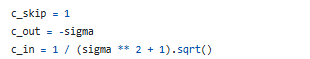 c_skip = 1
c_out = -sigma
c_in = 1 / (sigma ** 2 + 1).sqrt()